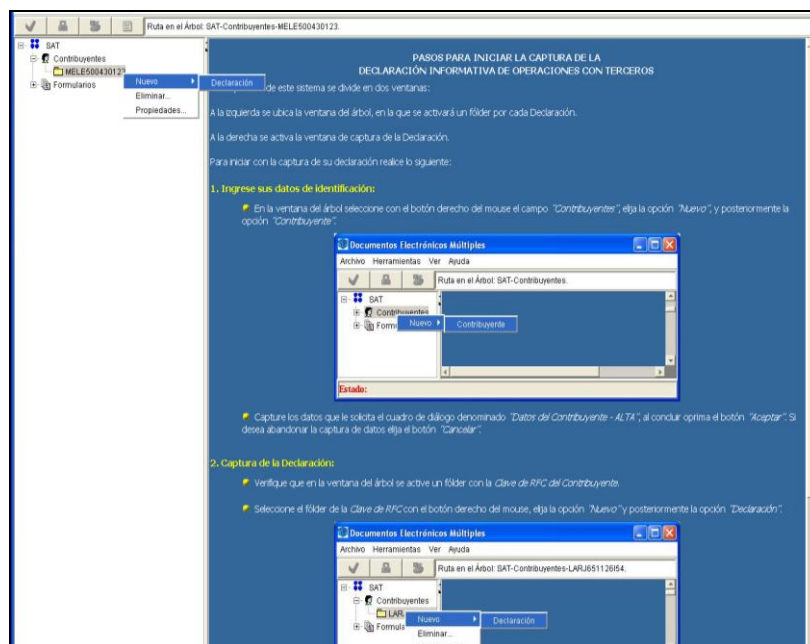 Ruta en el Árbol: SAT-Contribuyentes-MELE500430123.
SAT
Contribuyentes
MELE500430123
Formularios
Nuevo
Declaración
Eliminar...
Propiedades...
PASOS PARA INICIAR LA CAPTURA DE LA
DECLARACIÓN INFORMATIVA DE OPERACIONES CON TERCEROS
de este sistema se divide en dos ventanas:
A la izquierda se ubica la ventana del árbol, en la que se activará un fólder por cada Declaración.
A la derecha se activa la ventana de captura de la Declaración.
Para iniciar con la captura de su declaración realice lo siguiente:
1. Ingrese sus datos de identificación:
En la ventana del árbol seleccione con el botón derecho del mouse el campo "Contribuyentes", elija la opción "Nuevo", y posteriormente la
opción "Contribuyente".
Documentos Electrónicos Múltiples
Archivo Herramientas Ver Ayuda
Ruta en el Árbol: SAT-Contribuyentes.
SAT
Contribuyentes
Formu
Nuevo
Contribuyente
Estado:
Capture los datos que le solicita el cuadro de diálogo denominado "Datos del Contribuyente - ALTA", al concluir oprima el botón "Aceptar". Si
desea abandonar la captura de datos elija el botón "Cancelar".
2. Captura de la Declaración:
Verifique que en la ventana del árbol se active un fólder con la Clave de RFC del Contribuyente.
Seleccione el fólder de la Clave de RFC con el botón derecho del mouse, elija la opción "Nuevo" y posteriormente la opción "Declaración".
Documentos Electrónicos Múltiples
Archivo Herramientas Ver Ayuda
Ruta en el Árbol: SAT-Contribuyentes-LARJ651126I54.
SAT
Contribuyentes
LAR
Formula
Nuevo
Declaración
Eliminar...